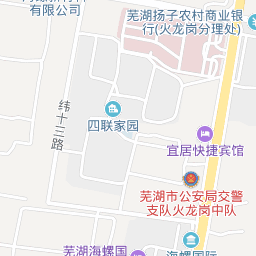 有限公司
芜湖扬子农村商业银
行(火龙岗分理处)
纬十三路
四联家园
宜居快捷宾馆
芜湖市公安局交警
支队火龙岗中队
芜湖海螺国
海螺国际